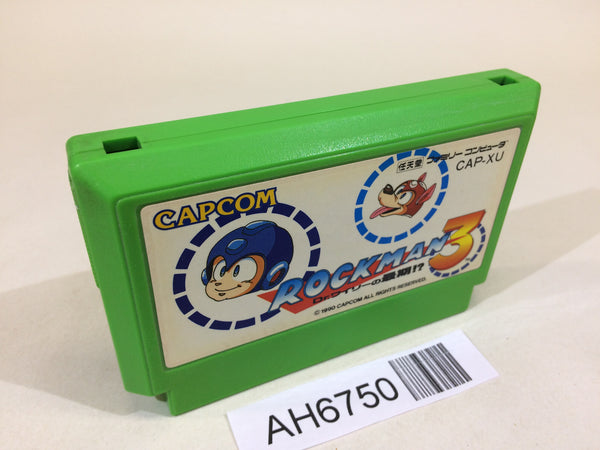 任天堂 ファミリー コンピュータ
CAP-XU
CAPCOM
ROCKMAN 3
Dr.ワイリーの最期!?
© 1990 CAPCOM ALL RIGHTS RESERVED.
AH6750